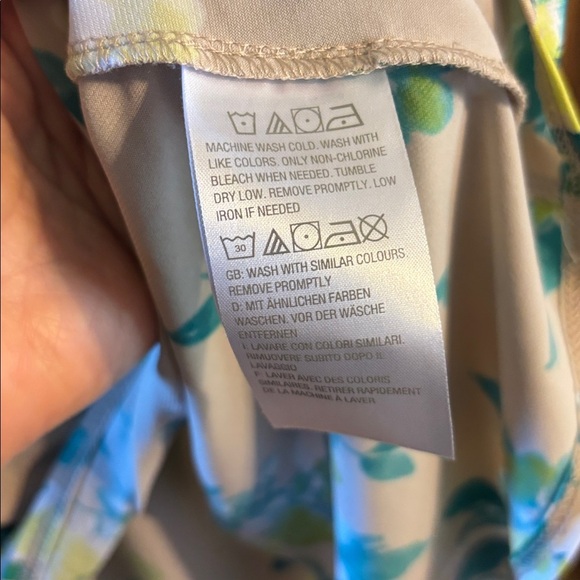 MACHINE WASH COLD. WASH WITH
LIKE COLORS. ONLY NON-CHLORINE
BLEACH WHEN NEEDED. TUMBLE
DRY LOW. REMOVE PROMPTLY. LOW
IRON IF NEEDED
30
GB: WASH WITH SIMILAR COLOURS
REMOVE PROMPTLY
D: MIT ÄHNLICHEN FARBEN
WASCHEN. VOR DER WÄSCHE
ENTFERNEN
I: LAVARE CON COLORI SIMILARI.
RIMUOVERE SUBITO DOPO IL
LAVAGGIO
F: LAVER AVEC DES COLORIS
SIMILAIRES. RETIRER RAPIDEMENT
DE LA MACHINE À LAVER